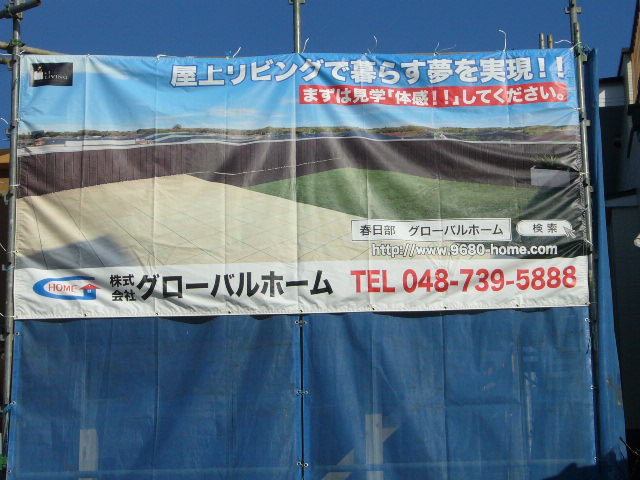 LIVING
屋上リビングで暮らす夢を実現！！
まずは見学「体感！！」してください。
春日部 グローバルホーム 検索
http://www.9680-home.com
HOME 株式会社 グローバルホーム TEL 048-739-5888